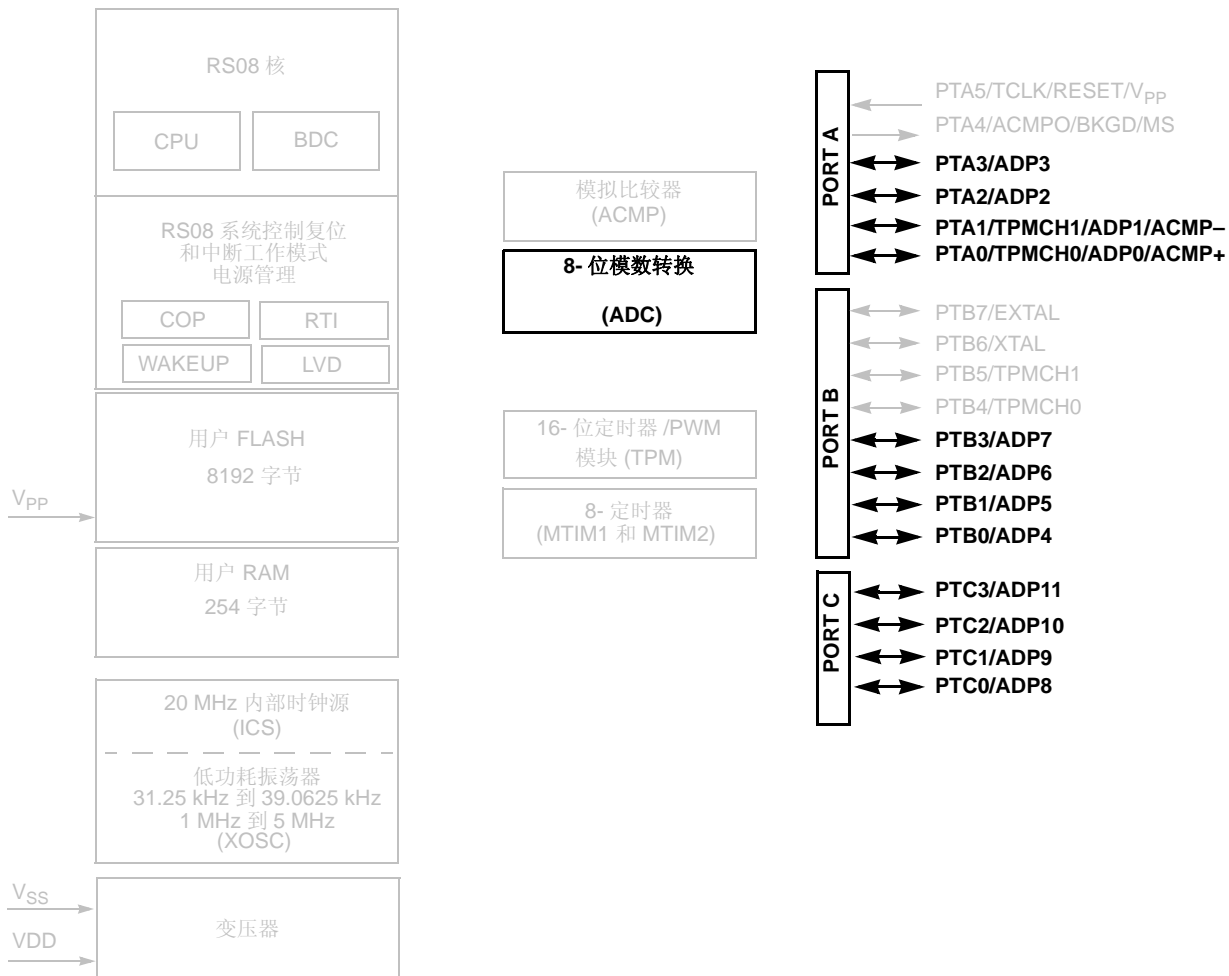 RS08 核
CPU
BDC
RS08 系统控制复位
和中断工作模式
电源管理
COP
RTI
WAKEUP
LVD
用户 FLASH
8192 字节
VPP
用户 RAM
254 字节
20 MHz 内部时钟源
(ICS)
低功耗振荡器
31.25 kHz 到 39.0625 kHz
1 MHz 到 5 MHz
(XOSC)
VSS
VDD
变压器
模拟比较器
(ACMP)
8- 位模数转换
(ADC)
16- 位定时器 /PWM
模块 (TPM)
8- 定时器
(MTIM1 和 MTIM2)
PORT A
PTA5/TCLK/RESET/VPP
PTA4/ACMPO/BKGD/MS
PTA3/ADP3
PTA2/ADP2
PTA1/TPMCH1/ADP1/ACMP–
PTA0/TPMCH0/ADP0/ACMP+
PORT B
PTB7/EXTAL
PTB6/XTAL
PTB5/TPMCH1
PTB4/TPMCH0
PTB3/ADP7
PTB2/ADP6
PTB1/ADP5
PTB0/ADP4
PORT C
PTC3/ADP11
PTC2/ADP10
PTC1/ADP9
PTC0/ADP8